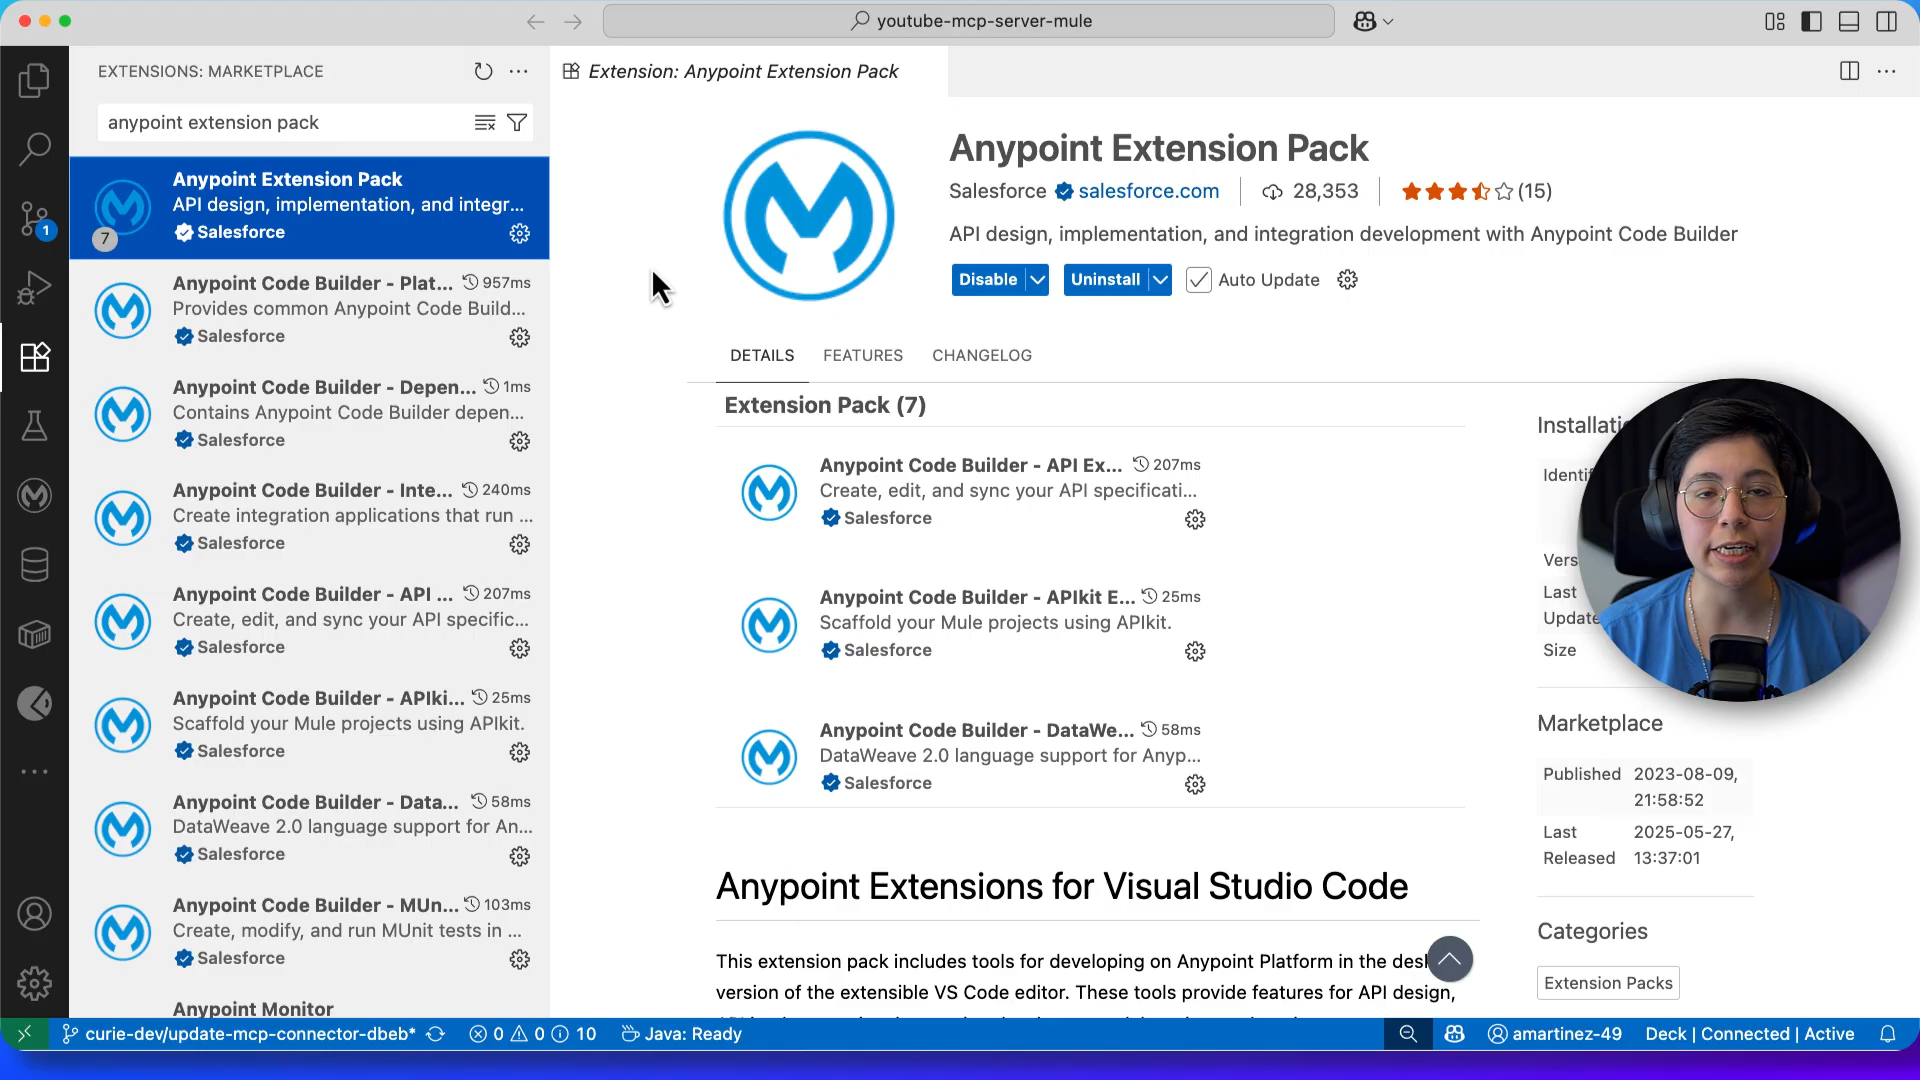 youtube-mcp-server-mule
EXTENSIONS: MARKETPLACE
anypoint extension pack
Anypoint Extension Pack
API design, implementation, and integr...
Salesforce
7
1
Anypoint Code Builder - Plat... 957ms
Provides common Anypoint Code Build...
Salesforce
Anypoint Code Builder - Depen... 1ms
Contains Anypoint Code Builder depen...
Salesforce
Anypoint Code Builder - Inte... 240ms
Create integration applications that run ...
Salesforce
Anypoint Code Builder - API ... 207ms
Create, edit, and sync your API specific...
Salesforce
Anypoint Code Builder - APIki... 25ms
Scaffold your Mule projects using APIkit.
Salesforce
Anypoint Code Builder - Data... 58ms
DataWeave 2.0 language support for An...
Salesforce
Anypoint Code Builder - MUn... 103ms
Create, modify, and run MUnit tests in ...
Salesforce
Anypoint Monitor
Extension: Anypoint Extension Pack
Anypoint Extension Pack
Salesforce salesforce.com 28,353 (15)
API design, implementation, and integration development with Anypoint Code Builder
Disable Uninstall Auto Update
DETAILS FEATURES CHANGELOG
Extension Pack (7)
Anypoint Code Builder - API Ex... 207ms
Create, edit, and sync your API specificati...
Salesforce
Anypoint Code Builder - APIkit E... 25ms
Scaffold your Mule projects using APIkit.
Salesforce
Anypoint Code Builder - DataWe... 58ms
DataWeave 2.0 language support for Anyp...
Salesforce
Anypoint Extensions for Visual Studio Code
This extension pack includes tools for developing on Anypoint Platform in the
version of the extensible VS Code editor. These tools provide features for API design,
Last
Update
Size
Marketplace
Published 2023-08-09,
21:58:52
Last 2025-05-27,
Released 13:37:01
Categories
Extension Packs
curie-dev/update-mcp-connector-dbeb* 0 0 10 Java: Ready amartinez-49 Deck | Connected | Active